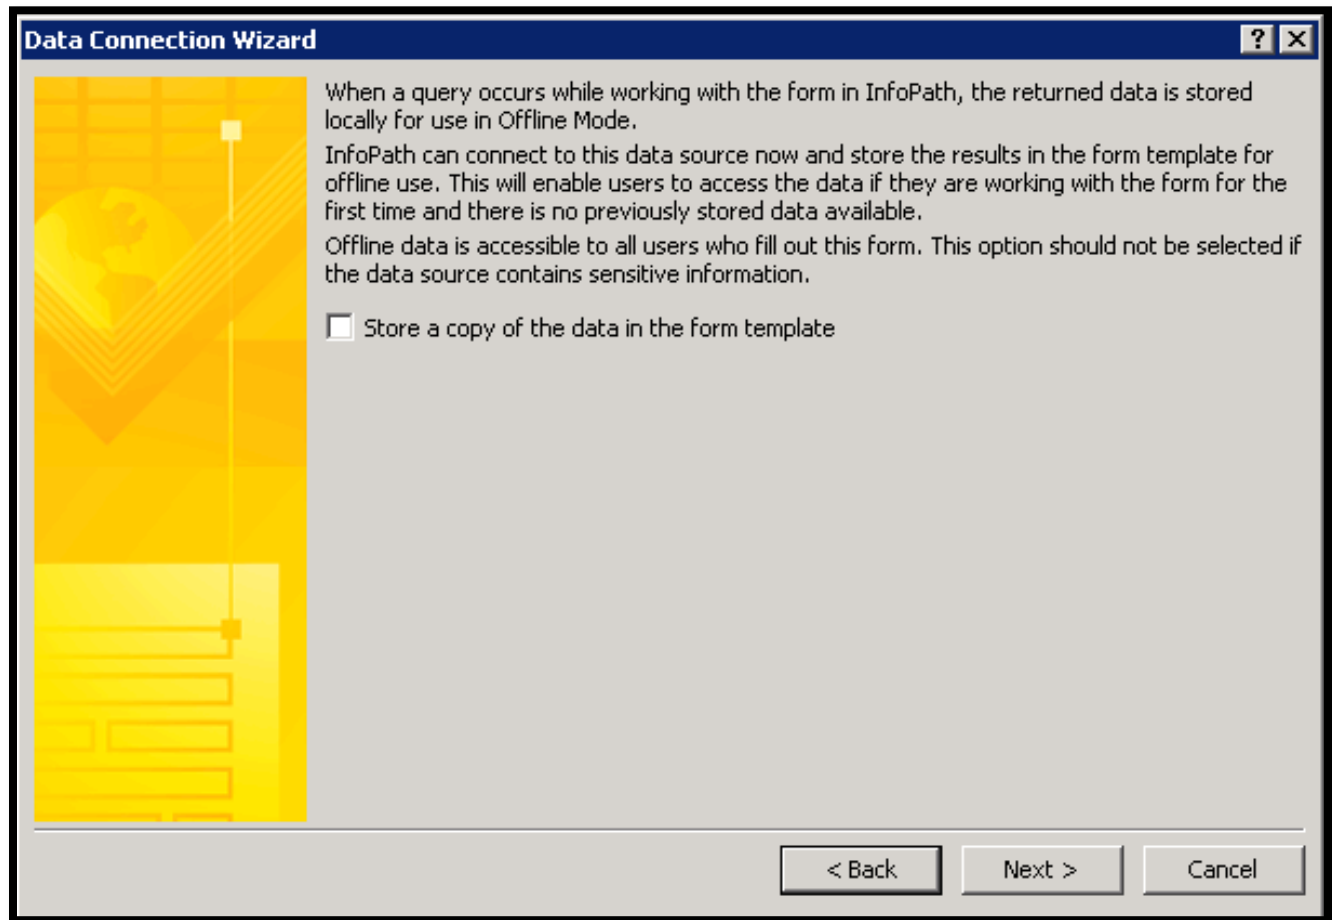 Data Connection Wizard
When a query occurs while working with the form in InfoPath, the returned data is stored
locally for use in Offline Mode.
InfoPath can connect to this data source now and store the results in the form template for
offline use. This will enable users to access the data if they are working with the form for the
first time and there is no previously stored data available.
Offline data is accessible to all users who fill out this form. This option should not be selected if
the data source contains sensitive information.
Store a copy of the data in the form template
< Back Next > Cancel